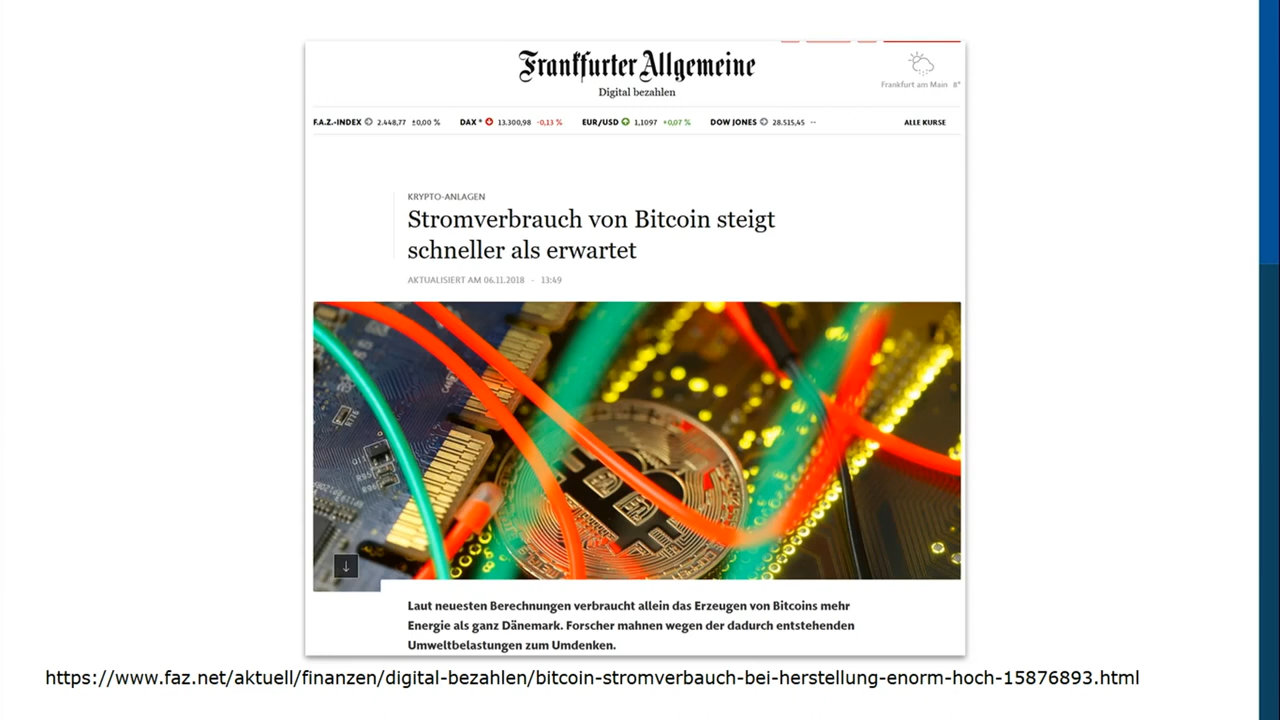 Frankfurter Allgemeine
Digital bezahlen
Frankfurt am Main 8°
F.A.Z.-INDEX 2.448,77 ±0,00 % DAX * 13.300,98 -0,13 % EUR/USD 1,1097 +0,07 % DOW JONES 28.515,45 -- ALLE KURSE
KRYPTO-ANLAGEN
Stromverbrauch von Bitcoin steigt
schneller als erwartet
AKTUALISIERT AM 06.11.2018 - 13:49
R776
Laut neuesten Berechnungen verbraucht allein das Erzeugen von Bitcoins mehr
Energie als ganz Dänemark. Forscher mahnen wegen der dadurch entstehenden
Umweltbelastungen zum Umdenken.
https://www.faz.net/aktuell/finanzen/digital-bezahlen/bitcoin-stromverbauch-bei-herstellung-enorm-hoch-15876893.html